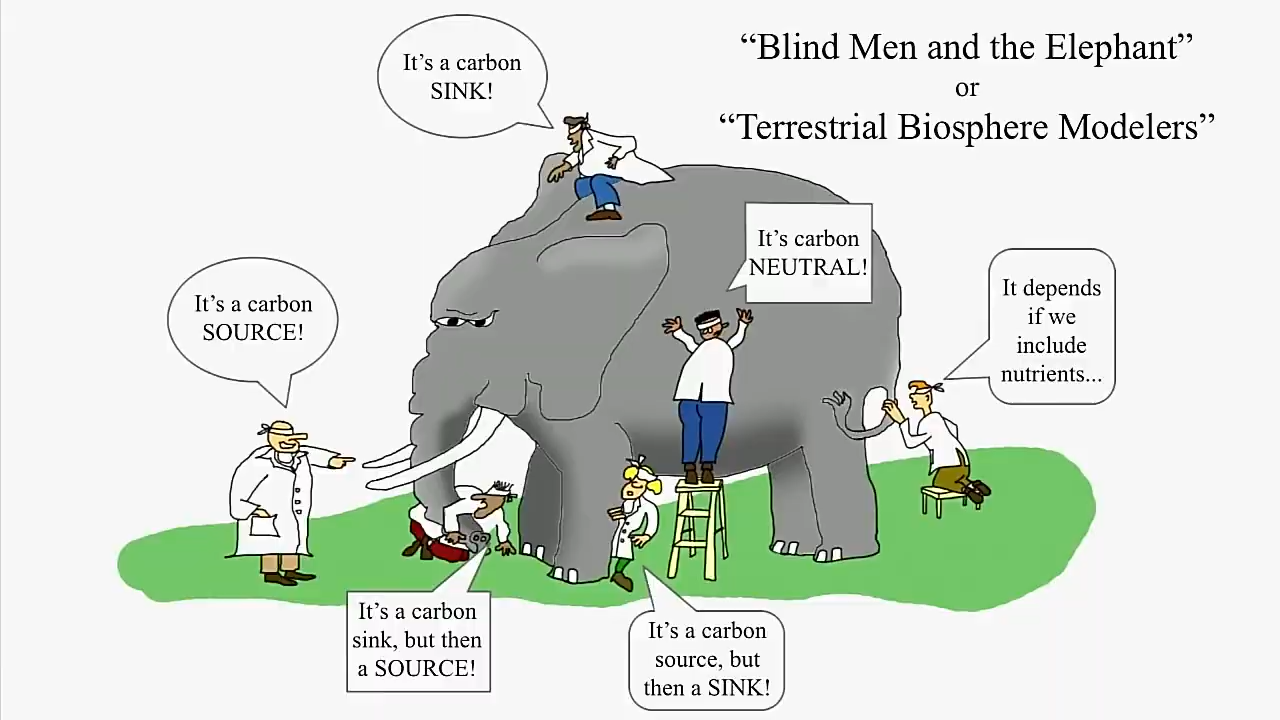 “Blind Men and the Elephant”
or
“Terrestrial Biosphere Modelers”
It’s a carbon
SINK!
It’s carbon
NEUTRAL!
It’s a carbon
SOURCE!
It depends
if we
include
nutrients...
It’s a carbon
sink, but then
a SOURCE!
It’s a carbon
source, but
then a SINK!